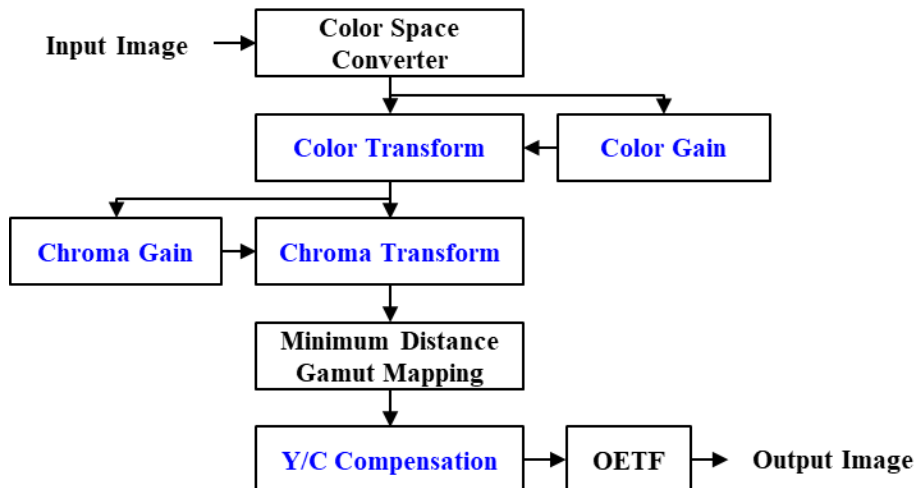 Input Image
Color Space
Converter
Color Transform
Color Gain
Chroma Gain
Chroma Transform
Minimum Distance
Gamut Mapping
Y/C Compensation
OETF
Output Image